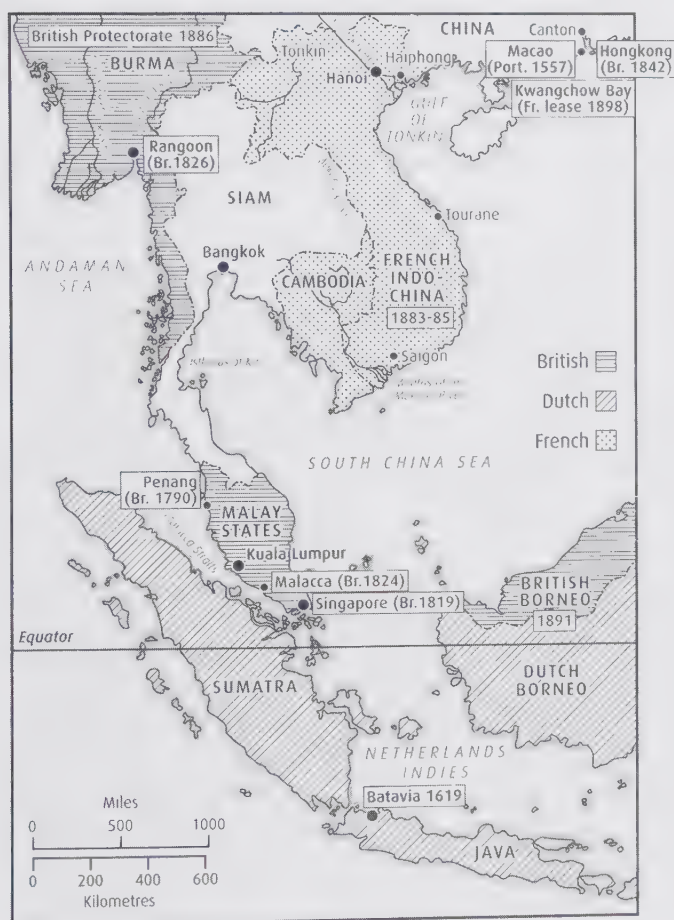 CHINA
Canton
British Protectorate 1886
BURMA
Tonkin
Haiphong
Hanoi
Macao
(Port. 1557)
Hongkong
(Br. 1842)
Kwangchow Bay
(Fr. lease 1898)
GULF
OF
TONKIN
Rangoon
(Br.1826)
SIAM
Tourane
Bangkok
ANDAMAN
SEA
CAMBODIA
FRENCH
INDO-
CHINA
1883-85
Saigon
British
Dutch
French
SOUTH CHINA SEA
Penang
(Br. 1790)
MALAY
STATES
Straits
Kuala Lumpur
Malacca (Br.1824)
Singapore (Br.1819)
BRITISH
BORNEO
1891
Equator
SUMATRA
DUTCH
BORNEO
NETHERLANDS
INDIES
Batavia 1619
JAVA
Miles
0 500 1000
0 200 400 600
Kilometres